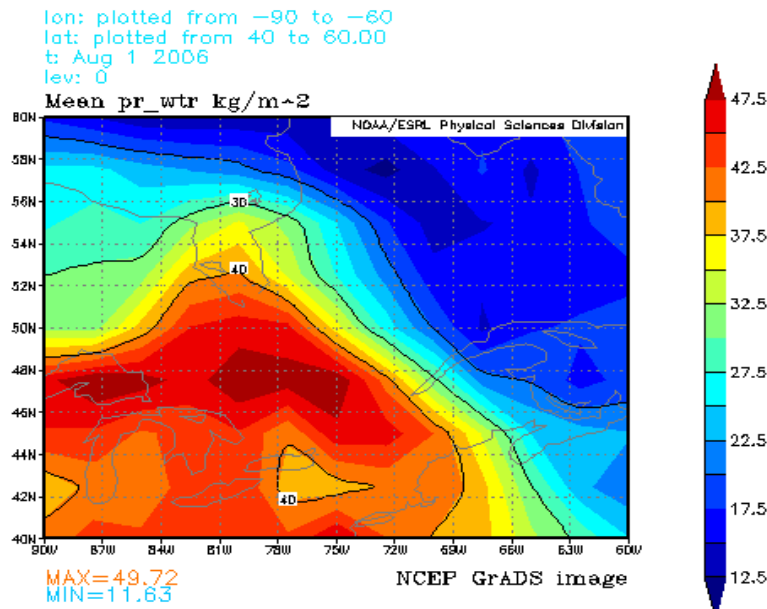 lon: plotted from -90 to -60
lat: plotted from 40 to 60.00
t: Aug 1 2006
lev: 0
Mean pr_wtr kg/m^2
NOAA/ESRL Physical Sciences Division
60N
58N
56N
54N
52N
50N
48N
46N
44N
42N
40N
30
40
40
90W 87W 84W 81W 78W 75W 72W 69W 66W 63W 60W
47.5
42.5
37.5
32.5
27.5
22.5
17.5
12.5
MAX=49.72
MIN=11.63
NCEP GrADS image